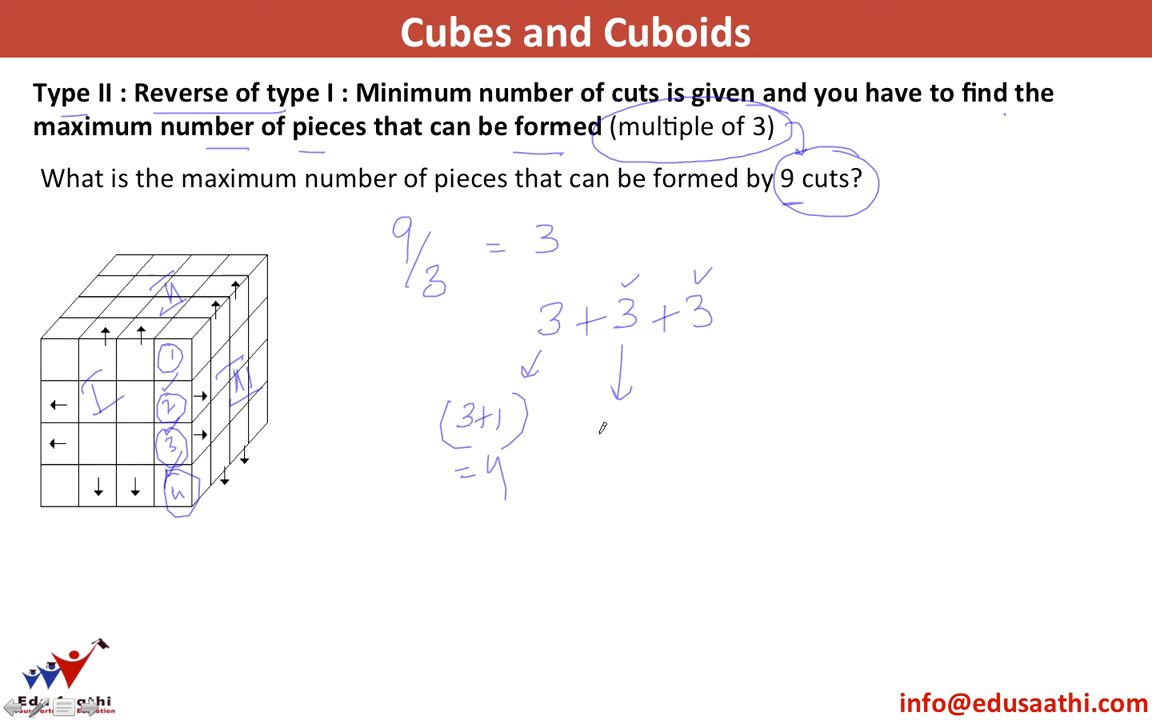 Cubes and Cuboids
Type II : Reverse of type I : Minimum number of cuts is given and you have to find the
maximum number of pieces that can be formed (multiple of 3)
What is the maximum number of pieces that can be formed by 9 cuts?
9/3 = 3
3 + 3 + 3
(3+1)
= 4
II
I
III
1
2
3
4
info@edusaathi.com